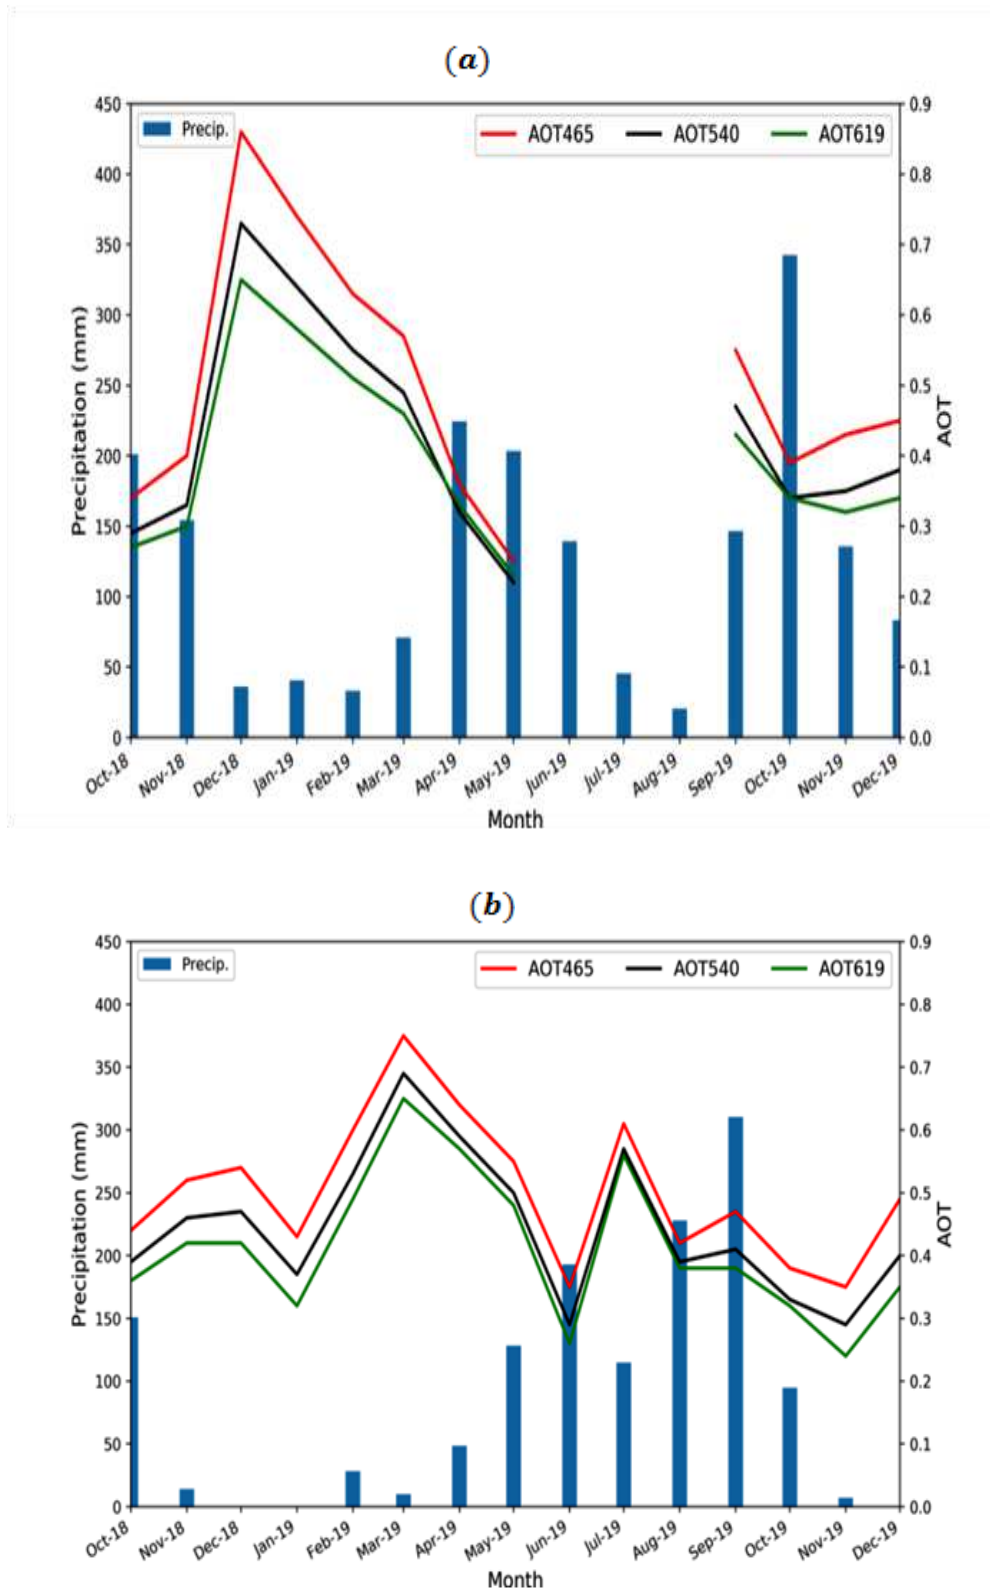 (a)
Precip.
AOT465 AOT540 AOT619
450
400
350
300
250
200
150
100
50
0
Precipitation (mm)
0.9
0.8
0.7
0.6
0.5
0.4
0.3
0.2
0.1
0.0
AOT
Oct-18 Nov-18 Dec-18 Jan-19 Feb-19 Mar-19 Apr-19 May-19 Jun-19 Jul-19 Aug-19 Sep-19 Oct-19 Nov-19 Dec-19
Month
(b)
Precip.
AOT465 AOT540 AOT619
450
400
350
300
250
200
150
100
50
0
Precipitation (mm)
0.9
0.8
0.7
0.6
0.5
0.4
0.3
0.2
0.1
0.0
AOT
Oct-18 Nov-18 Dec-18 Jan-19 Feb-19 Mar-19 Apr-19 May-19 Jun-19 Jul-19 Aug-19 Sep-19 Oct-19 Nov-19 Dec-19
Month